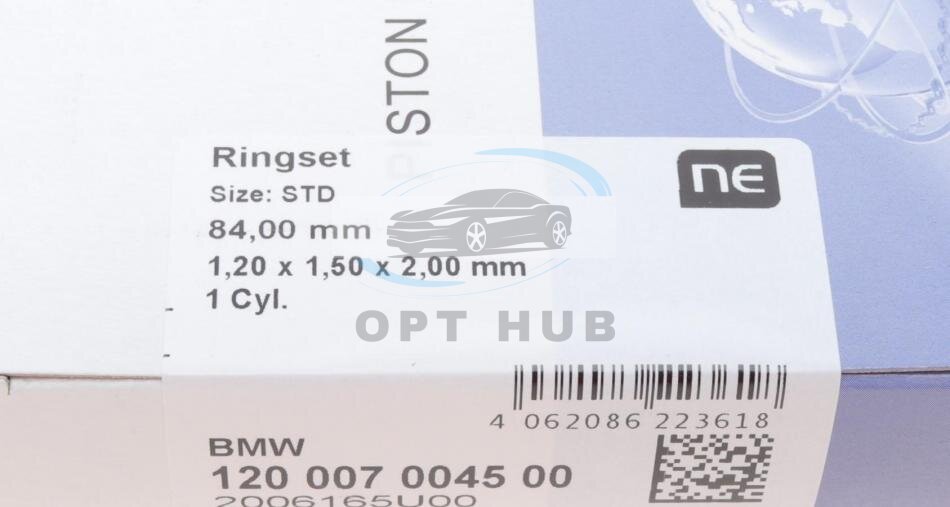 PISTON
Ringset
NE
Size: STD
84,00 mm
1,20 x 1,50 x 2,00 mm
1 Cyl.
OPT HUB
4 062086 223618
BMW
120 007 0045 00
2006165U00